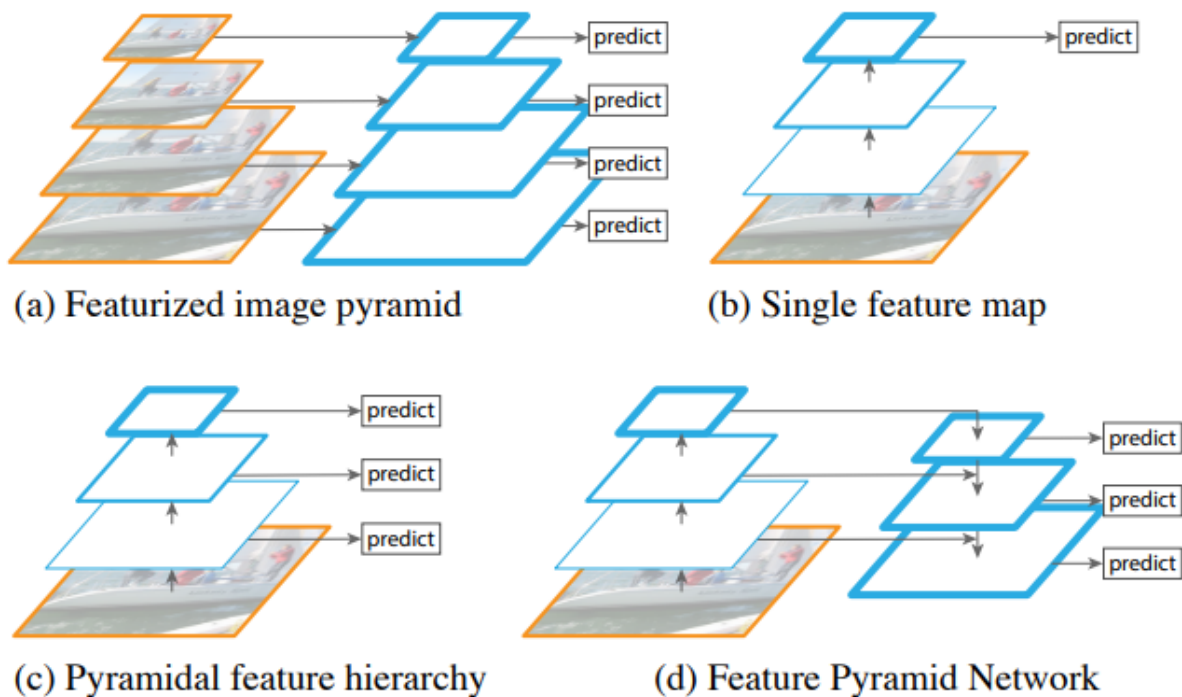 predict
predict
predict
predict
predict
(a) Featurized image pyramid
(b) Single feature map
predict
predict
predict
predict
predict
predict
(c) Pyramidal feature hierarchy
(d) Feature Pyramid Network